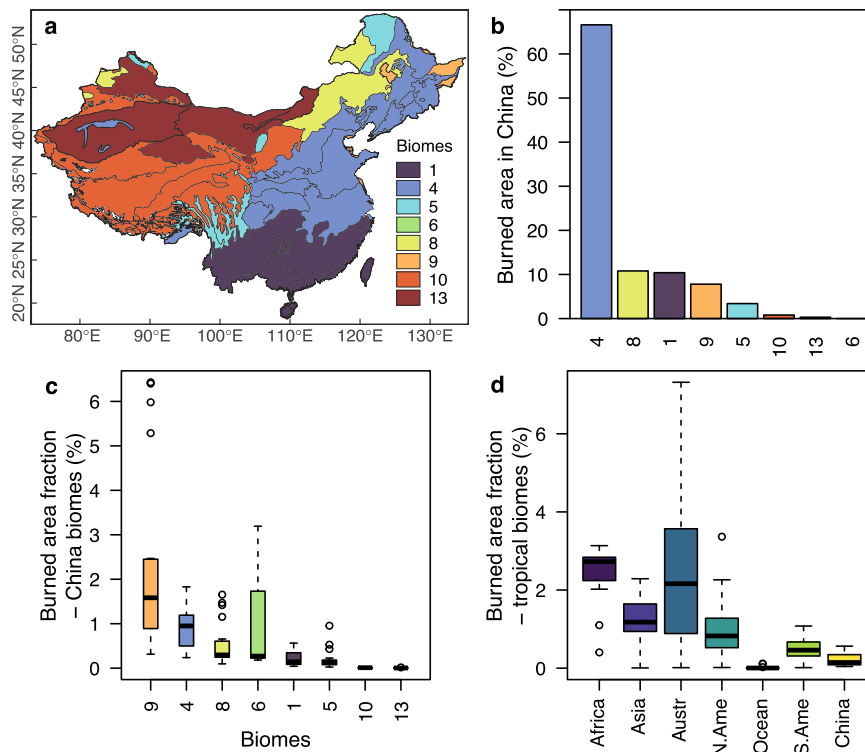 a
50°N
45°N
40°N
35°N
30°N
25°N
20°N
80°E 90°E 100°E 110°E 120°E 130°E
Biomes
1
4
5
6
8
9
10
13
b
Burned area in China (%)
60
50
40
30
20
10
0
4 8 1 9 5 10 13 6
c
Burned area fraction
– China biomes (%)
6
5
4
3
2
1
0
9 4 8 6 1 5 10 13
Biomes
d
Burned area fraction
– tropical biomes (%)
6
4
2
0
Africa Asia Austr N.Ame Ocean S.Ame China